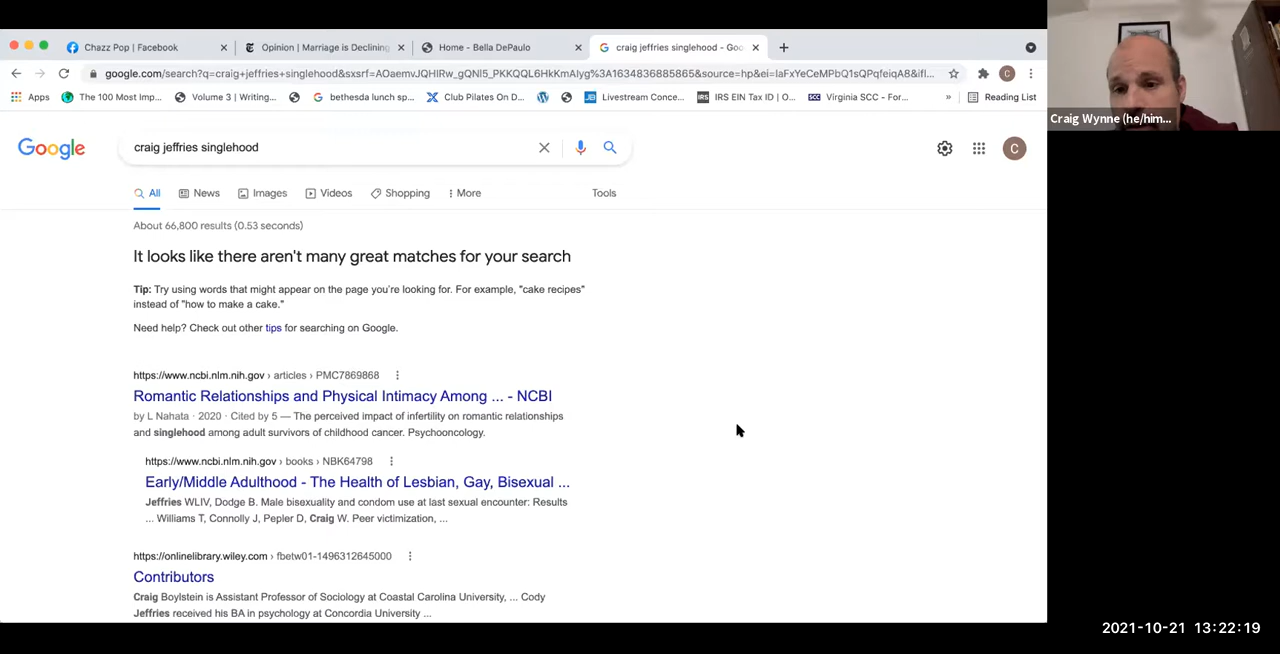 Chazz Pop | Facebook
Opinion | Marriage is Declining
Home - Bella DePaulo
craig jeffries singlehood - Goo
google.com/search?q=craig+jeffries+singlehood&sxsrf=AOaemvJQHIRw_gQNl5_PKKQQL6HkKmAlyg%3A1634836885865&source=hp&ei=laFxYeCeMPbQ1sQPqfeiqA8&ifl...
Apps
The 100 Most Imp...
Volume 3 | Writing...
bethesda lunch sp...
Club Pilates On D...
Livestream Conce...
IRS EIN Tax ID | O...
Virginia SCC - For...
»
Reading List
Craig Wynne (he/him...
Google
craig jeffries singlehood
C
All
News
Images
Videos
Shopping
More
Tools
About 66,800 results (0.53 seconds)
It looks like there aren't many great matches for your search
Tip: Try using words that might appear on the page you're looking for. For example, "cake recipes"
instead of "how to make a cake."
Need help? Check out other tips for searching on Google.
https://www.ncbi.nlm.nih.gov › articles › PMC7869868
Romantic Relationships and Physical Intimacy Among ... - NCBI
by L Nahata · 2020 · Cited by 5 — The perceived impact of infertility on romantic relationships
and singlehood among adult survivors of childhood cancer. Psychooncology.
https://www.ncbi.nlm.nih.gov › books › NBK64798
Early/Middle Adulthood - The Health of Lesbian, Gay, Bisexual ...
Jeffries WLIV, Dodge B. Male bisexuality and condom use at last sexual encounter: Results
... Williams T, Connolly J, Pepler D, Craig W. Peer victimization, ...
https://onlinelibrary.wiley.com › fbetw01-1496312645000
Contributors
Craig Boylstein is Assistant Professor of Sociology at Coastal Carolina University, ... Cody
Jeffries received his BA in psychology at Concordia University ...
2021-10-21 13:22:19